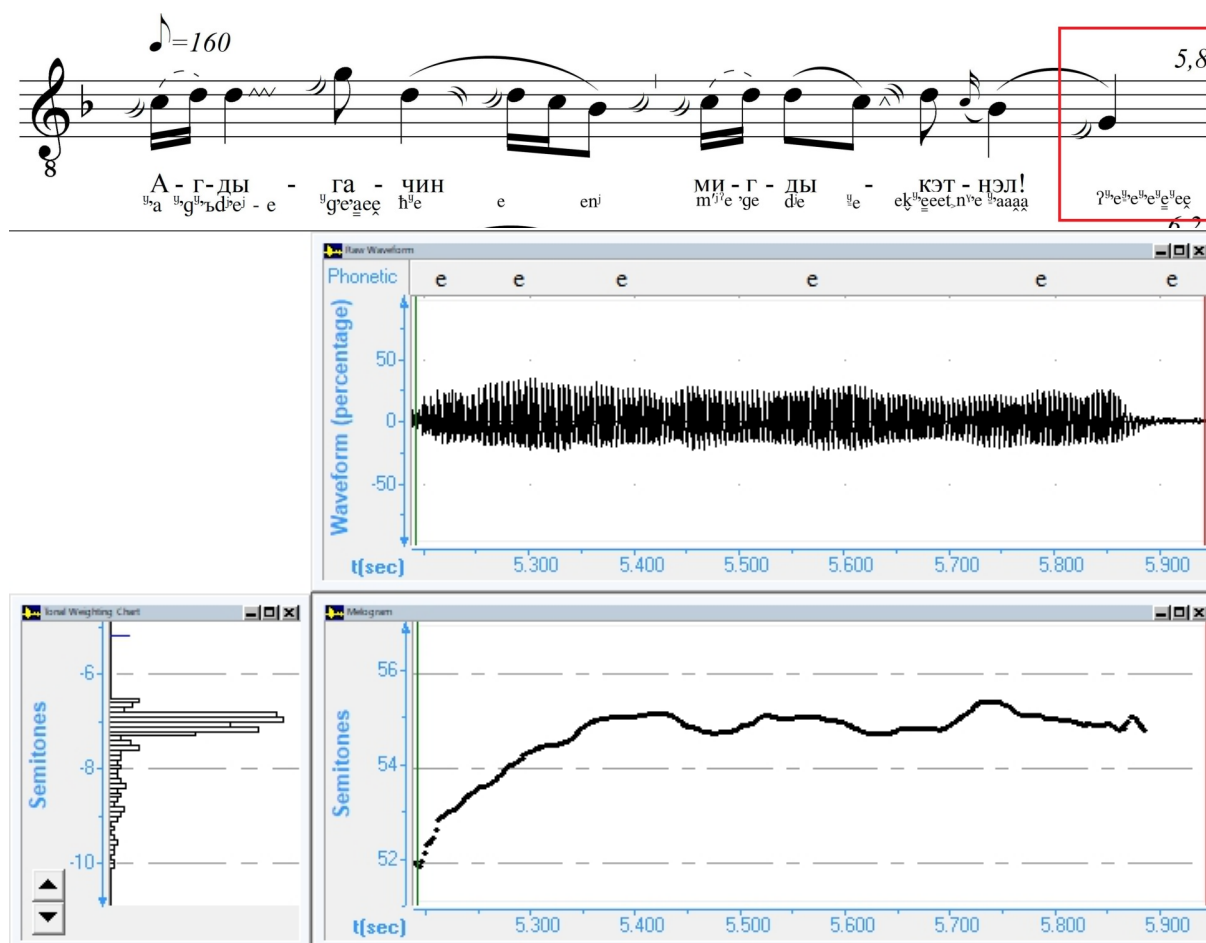 ♪=160
5,8
8
А - г-ды - га - чин ми - г - ды - кэт - нэл!
e e enʲ
Raw Waveform
Phonetic e e e e e e
Waveform (percentage)
50
0
-50
t(sec) 5.300 5.400 5.500 5.600 5.700 5.800 5.900
Tonal Weighting Chart
Semitones
-6
-8
-10
Melogram
Semitones
56
54
52
t(sec) 5.300 5.400 5.500 5.600 5.700 5.800 5.900